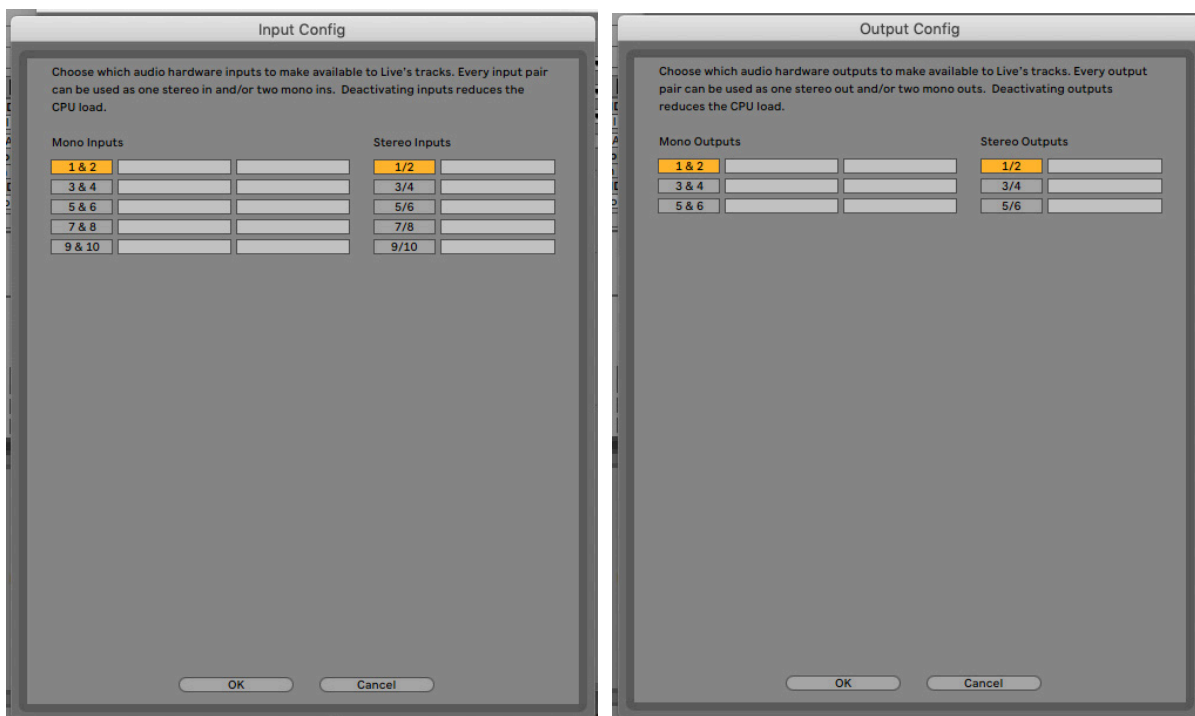 Input Config
Choose which audio hardware inputs to make available to Live's tracks. Every input pair
can be used as one stereo in and/or two mono ins.  Deactivating inputs reduces the
CPU load.
Mono Inputs Stereo Inputs
1 & 2 1/2
3 & 4 3/4
5 & 6 5/6
7 & 8 7/8
9 & 10 9/10
OK Cancel
Output Config
Choose which audio hardware outputs to make available to Live's tracks. Every output
pair can be used as one stereo out and/or two mono outs.  Deactivating outputs
reduces the CPU load.
Mono Outputs Stereo Outputs
1 & 2 1/2
3 & 4 3/4
5 & 6 5/6
OK Cancel